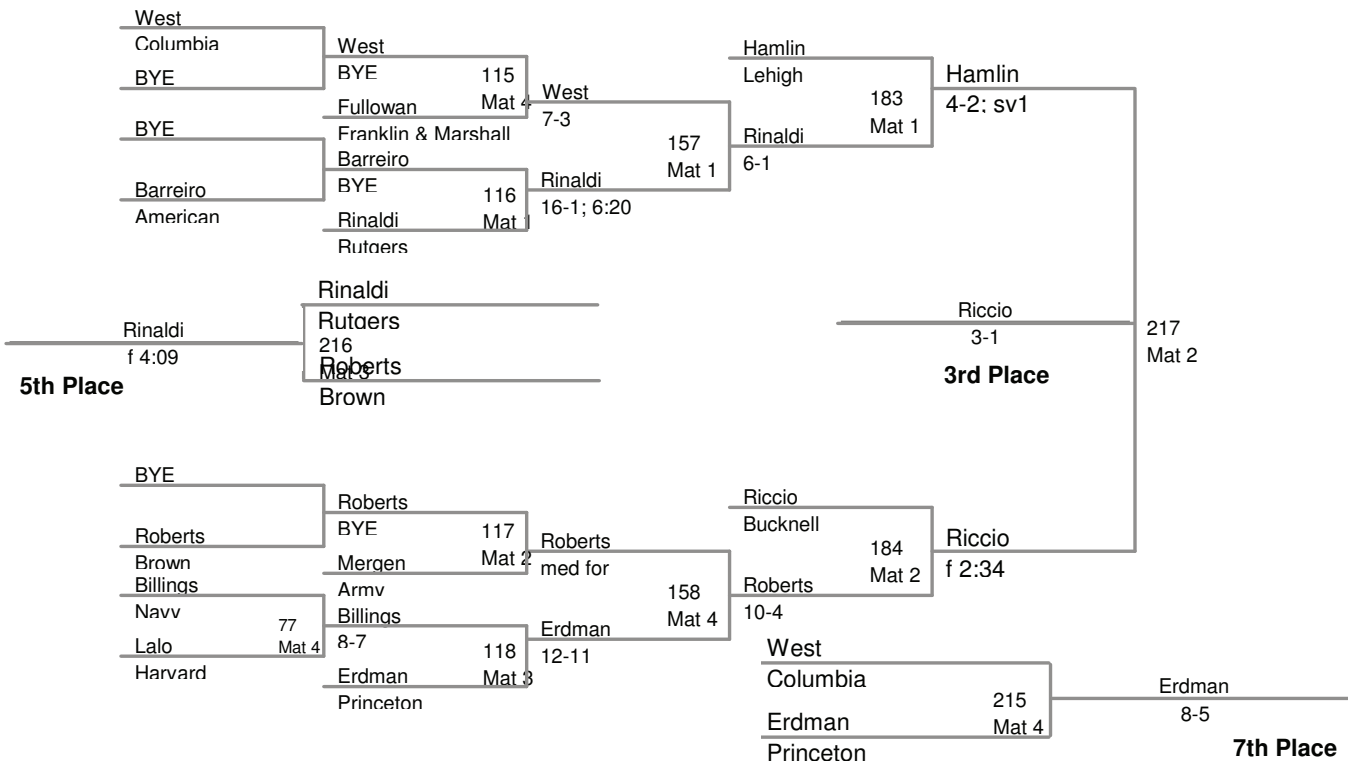 West
Columbia
BYE
BYE
Barreiro
American
West
BYE
115
Mat 4
Fullowan
Franklin & Marshall
Barreiro
BYE
116
Mat 1
Rinaldi
Rutgers
West
7-3
157
Mat 1
Rinaldi
16-1; 6:20
Hamlin
Lehigh
183
Mat 1
Rinaldi
6-1
Hamlin
4-2; sv1
Rinaldi
Rutgers
216
Mat 3
Roberts
Brown
Rinaldi
f 4:09
5th Place
Riccio
3-1
3rd Place
217
Mat 2
BYE
Roberts
Brown
Billings
Navy
77
Mat 4
Lalo
Harvard
Roberts
BYE
117
Mat 2
Mergen
Army
Billings
8-7
118
Mat 3
Erdman
Princeton
Roberts
med for
158
Mat 4
Erdman
12-11
Riccio
Bucknell
184
Mat 2
Roberts
10-4
Riccio
f 2:34
West
Columbia
215
Mat 4
Erdman
Princeton
Erdman
8-5
7th Place